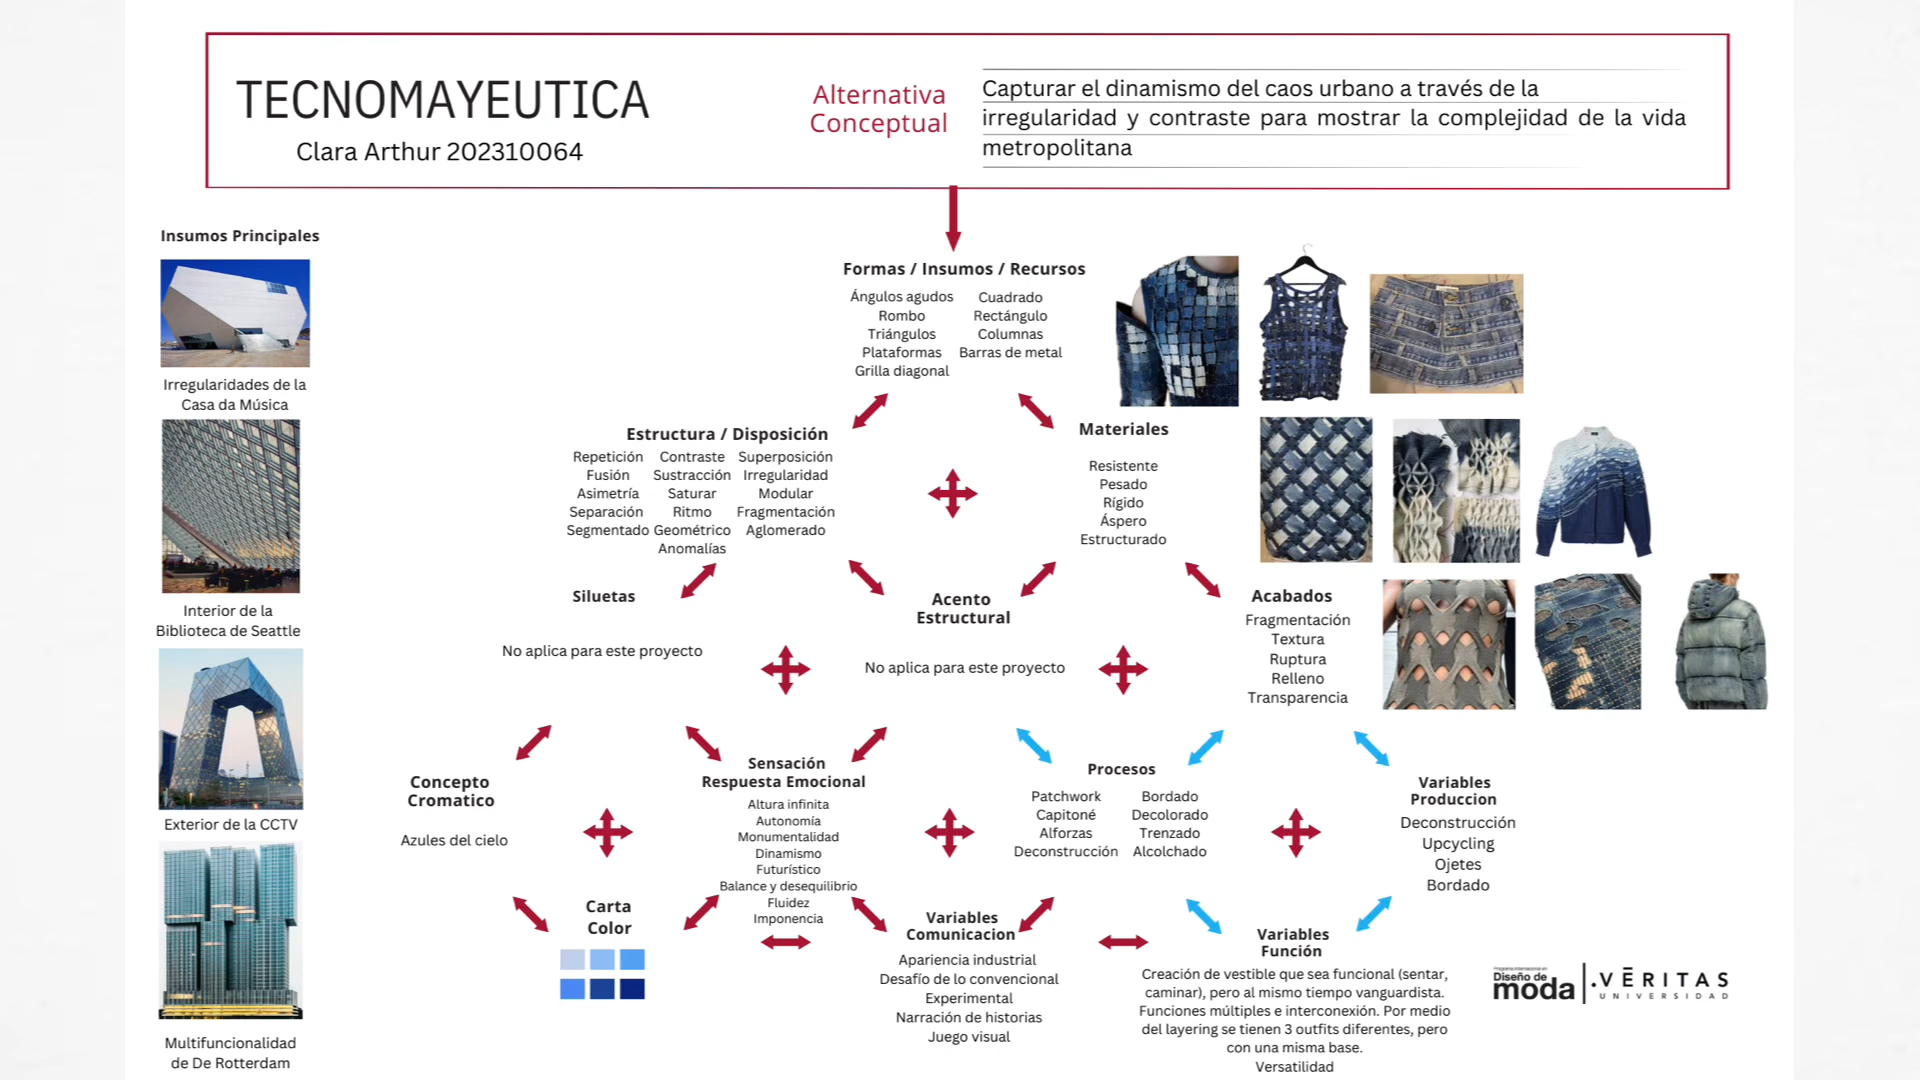 TECNOMAYEUTICA
Clara Arthur 202310064
Alternativa
Conceptual
Capturar el dinamismo del caos urbano a través de la
irregularidad y contraste para mostrar la complejidad de la vida
metropolitana
Insumos Principales
Irregularidades de la
Casa da Música
Interior de la
Biblioteca de Seattle
Exterior de la CCTV
Multifuncionalidad
de De Rotterdam
Formas / Insumos / Recursos
Ángulos agudos
Rombo
Triángulos
Plataformas
Grilla diagonal
Cuadrado
Rectángulo
Columnas
Barras de metal
Estructura / Disposición
Repetición
Fusión
Asimetría
Separación
Segmentado
Contraste
Sustracción
Saturar
Ritmo
Geométrico
Anomalías
Superposición
Irregularidad
Modular
Fragmentación
Aglomerado
Materiales
Resistente
Pesado
Rígido
Áspero
Estructurado
Siluetas
No aplica para este proyecto
Acento
Estructural
No aplica para este proyecto
Acabados
Fragmentación
Textura
Ruptura
Relleno
Transparencia
Concepto
Cromatico
Azules del cielo
Sensación
Respuesta Emocional
Altura infinita
Autonomía
Monumentalidad
Dinamismo
Futurístico
Balance y desequilibrio
Fluidez
Imponencia
Procesos
Patchwork
Capitoné
Alforzas
Deconstrucción
Bordado
Decolorado
Trenzado
Alcolchado
Variables
Produccion
Deconstrucción
Upcycling
Ojetes
Bordado
Carta
Color
Variables
Comunicacion
Apariencia industrial
Desafío de lo convencional
Experimental
Narración de historias
Juego visual
Variables
Función
Creación de vestible que sea funcional (sentar,
caminar), pero al mismo tiempo vanguardista.
Funciones múltiples e interconexión. Por medio
del layering se tienen 3 outfits diferentes, pero
con una misma base.
Versatilidad
Programa internacional en
Diseño de
moda
VĒRITAS
UNIVERSIDAD